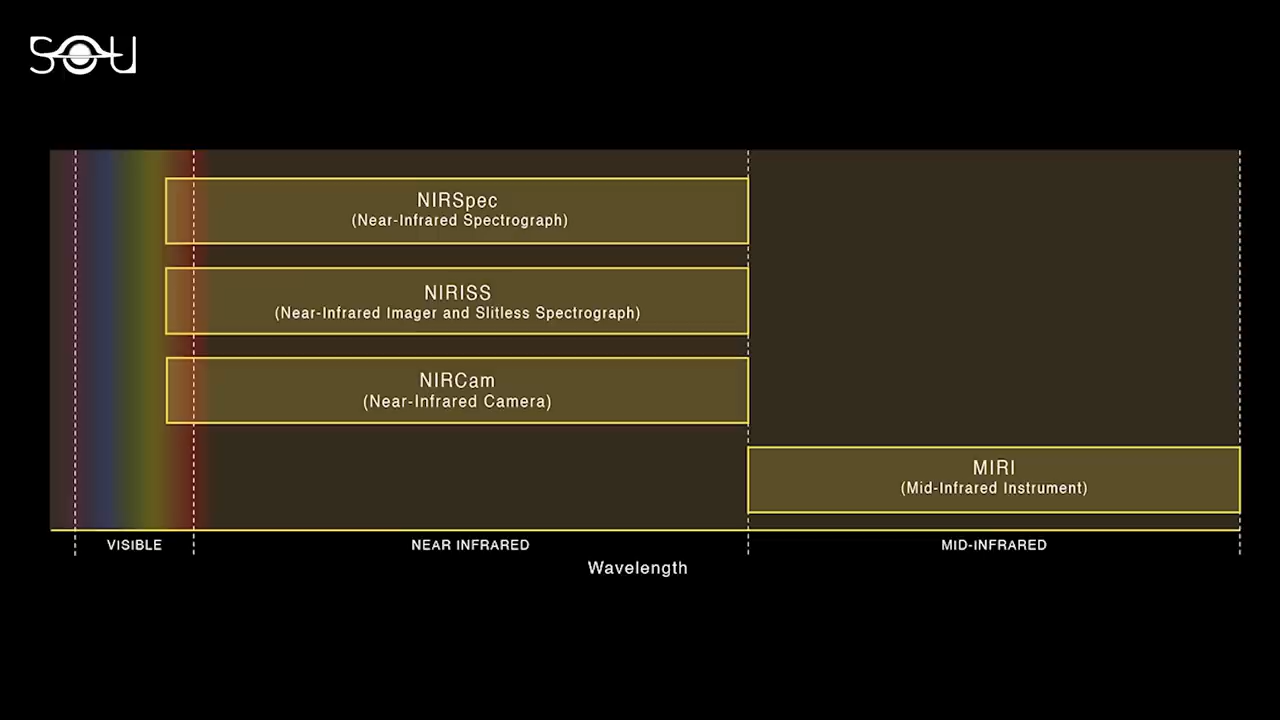 SOU
NIRSpec
(Near-Infrared Spectrograph)
NIRISS
(Near-Infrared Imager and Slitless Spectrograph)
NIRCam
(Near-Infrared Camera)
MIRI
(Mid-Infrared Instrument)
VISIBLE
NEAR INFRARED
MID-INFRARED
Wavelength